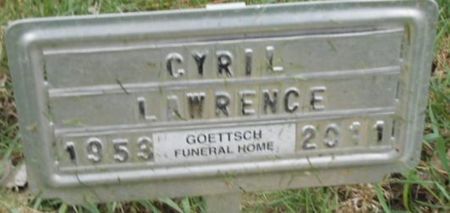 CYRIL
LAWRENCE
1953 GOETTSCH FUNERAL HOME 2011